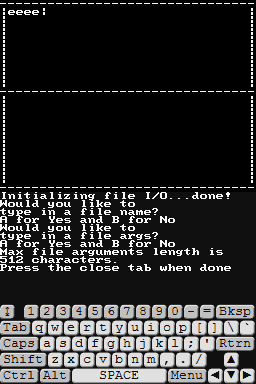 eeee
Initializing file I/O...done!
Would you like to
type in a file name?
A for Yes and B for No
Would you like to
type in a file args?
A for Yes and B for No
Max file arguments length is
512 characters.
Press the close tab when done
1 2 3 4 5 6 7 8 9 0 - = Bksp
Tab q w e r t y u i o p [ ] \ `
Caps a s d f g h j k l ; ' Rtrn
Shift z x c v b n m , . /
Ctrl Alt SPACE Menu